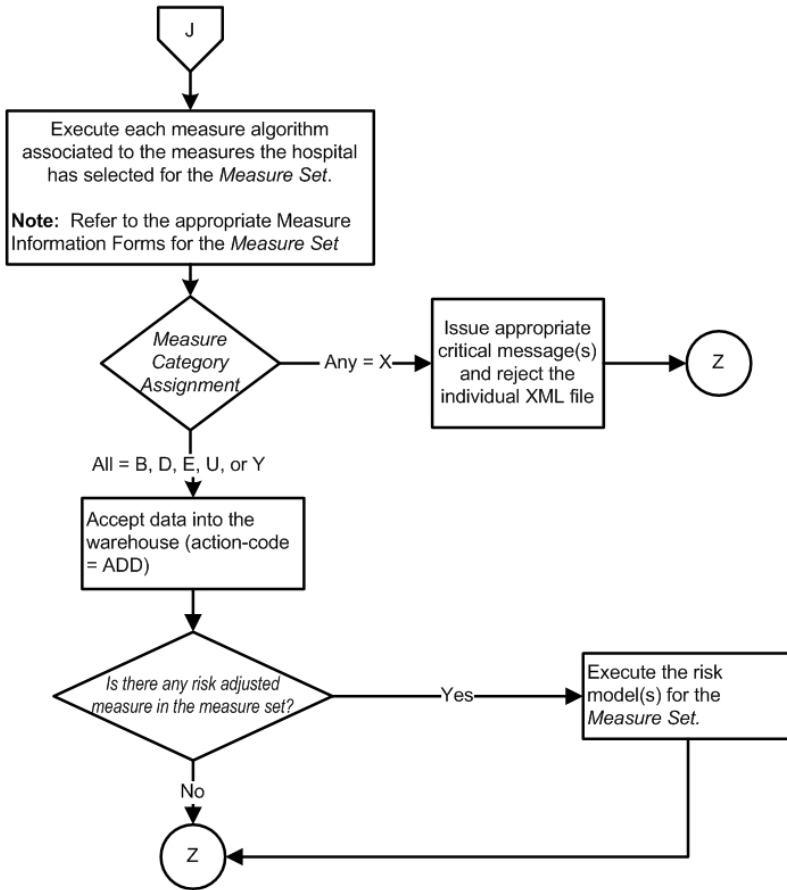 J
Execute each measure algorithm
associated to the measures the hospital
has selected for the Measure Set.
Note: Refer to the appropriate Measure
Information Forms for the Measure Set
Measure
Category
Assignment
Any = X
Issue appropriate
critical message(s)
and reject the
individual XML file
Z
All = B, D, E, U, or Y
Accept data into the
warehouse (action-code
= ADD)
Is there any risk adjusted
measure in the measure set?
Yes
Execute the risk
model(s) for the
Measure Set.
No
Z